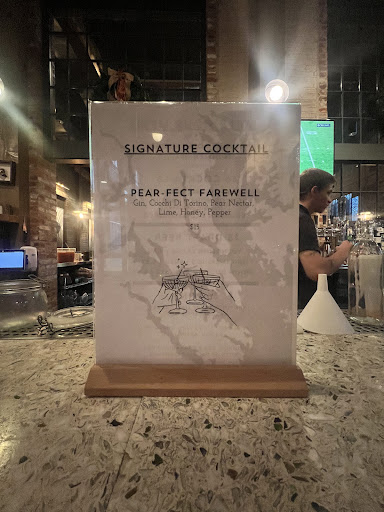 SIGNATURE COCKTAIL
PEAR-FECT FAREWELL
Gin, Cocchi Di Torino, Pear Nectar,
Lime, Honey, Pepper